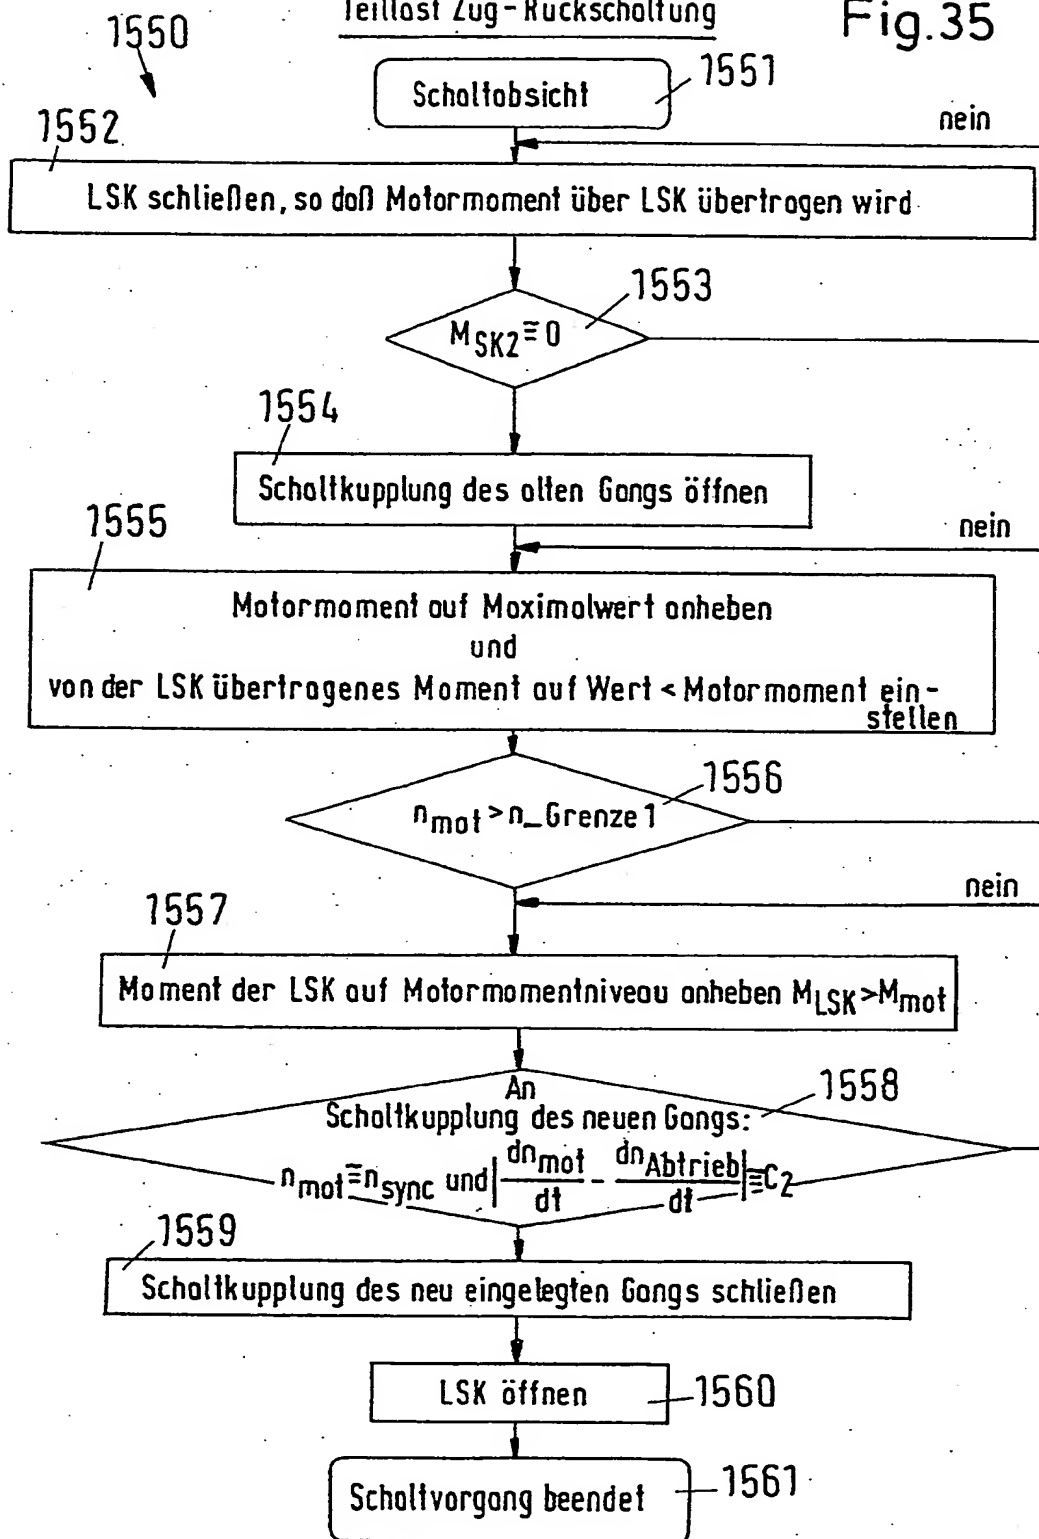 Teillast Zug-Rückschaltung
Fig.35
1550
1551
Schaltabsicht
nein
1552
LSK schließen, so daß Motormoment über LSK übertragen wird
1553
M_SK2 ≅ 0
1554
Schaltkupplung des alten Gangs öffnen
1555
nein
Motormoment auf Maximalwert anheben
und
von der LSK übertragenes Moment auf Wert < Motormoment ein-
stellen
1556
n_mot > n_Grenze 1
nein
1557
Moment der LSK auf Motormomentniveau anheben M_LSK > M_mot
1558
An
Schaltkupplung des neuen Gangs:
n_mot ≅ n_sync und | dn_mot/dt - dn_Abtrieb/dt | ≅ C_2
1559
Schaltkupplung des neu eingelegten Gangs schließen
LSK öffnen
1560
Schaltvorgang beendet
1561